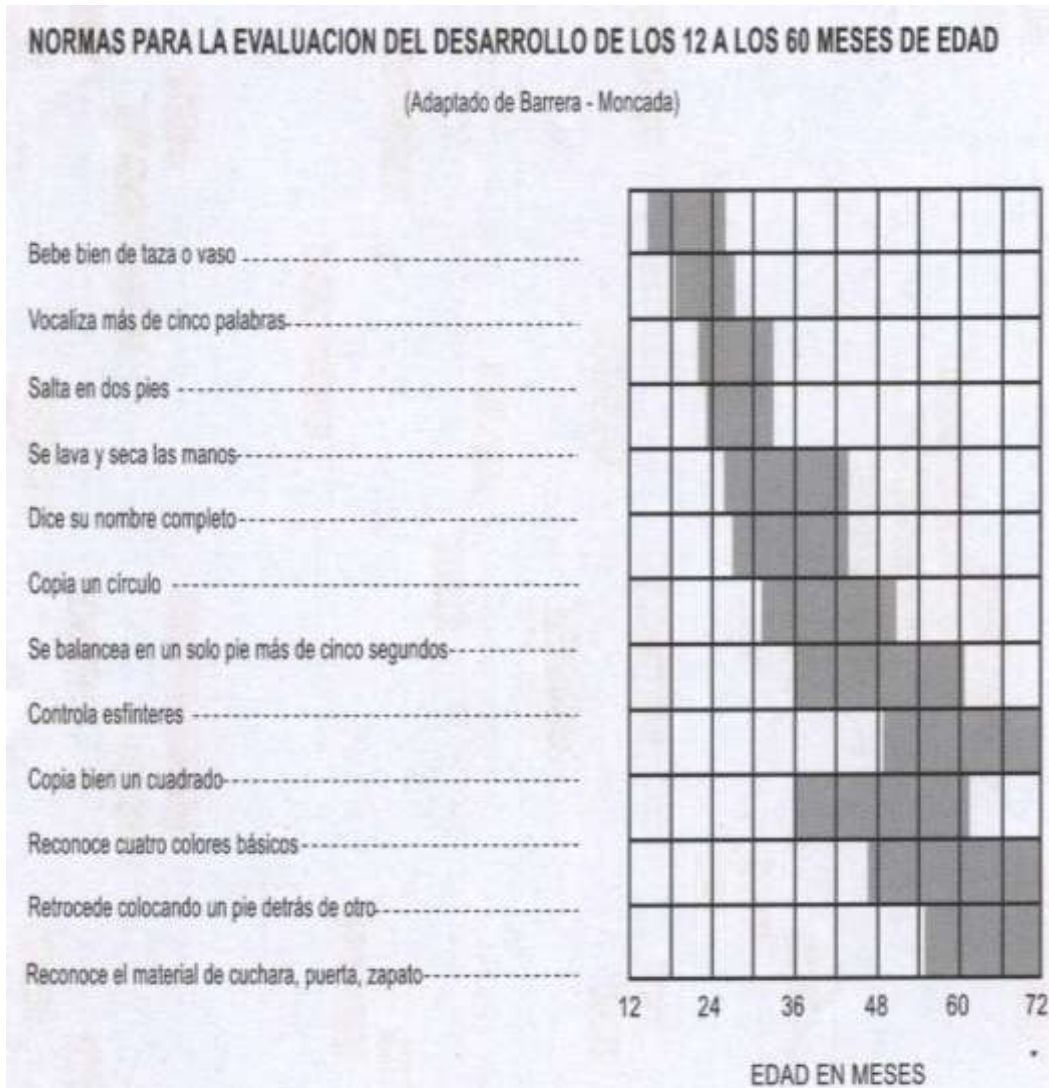 NORMAS PARA LA EVALUACION DEL DESARROLLO DE LOS 12 A LOS 60 MESES DE EDAD
(Adaptado de Barrera - Moncada)
Bebe bien de taza o vaso
Vocaliza más de cinco palabras
Salta en dos pies
Se lava y seca las manos
Dice su nombre completo
Copia un círculo
Se balancea en un solo pie más de cinco segundos
Controla esfínteres
Copia bien un cuadrado
Reconoce cuatro colores básicos
Retrocede colocando un pie detrás de otro
Reconoce el material de cuchara, puerta, zapato
12 24 36 48 60 72
EDAD EN MESES